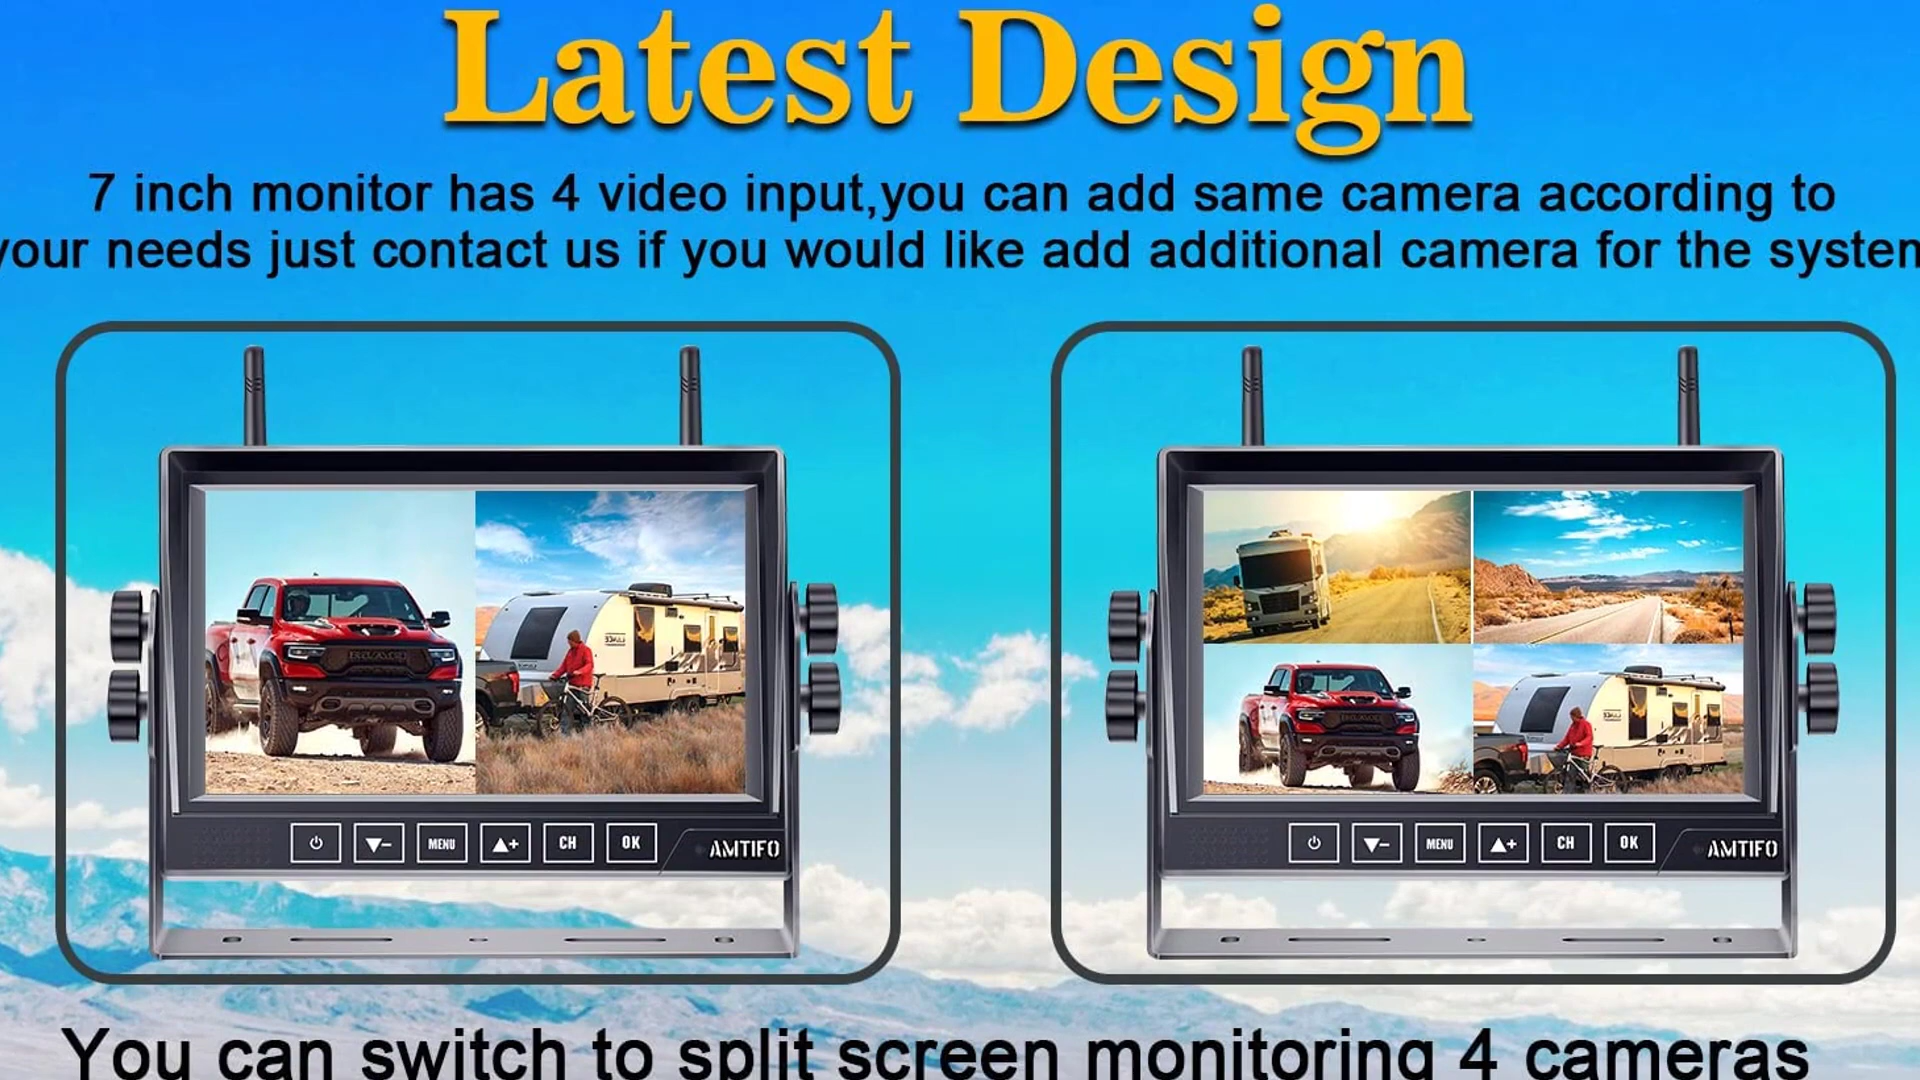 Latest Design
7 inch monitor has 4 video input,you can add same camera according to
your needs just contact us if you would like add additional camera for the system
MENU
CH
OK
AMTIFO
MENU
CH
OK
AMTIFO
You can switch to split screen monitoring 4 cameras